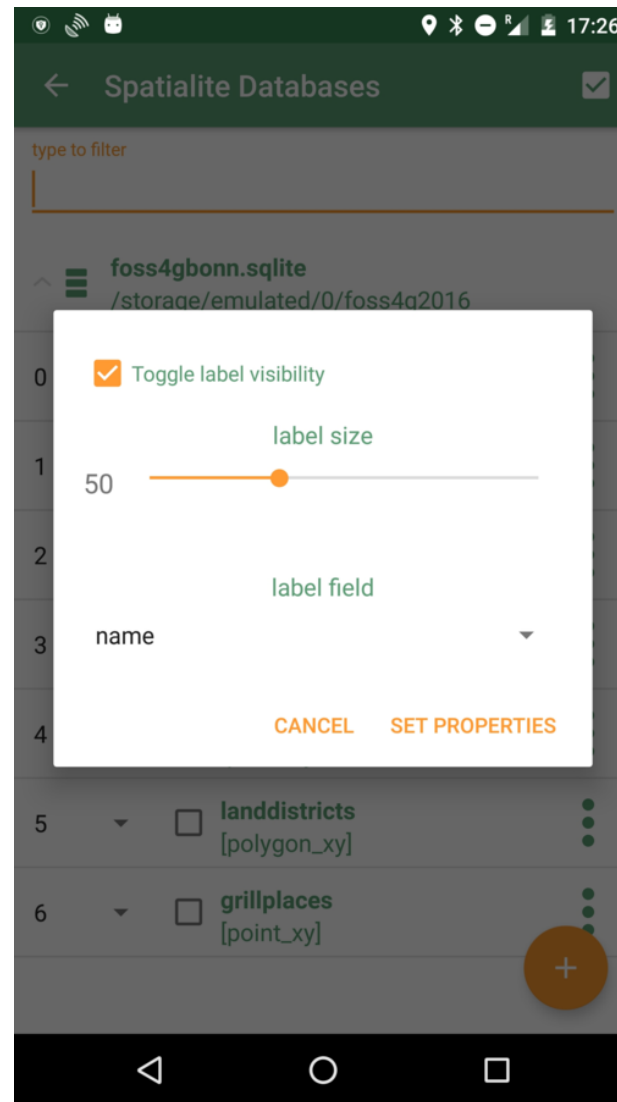 R 17:26
Spatialite Databases
type to filter
foss4gbonn.sqlite
/storage/emulated/0/foss4g2016
0
Toggle label visibility
label size
1
50
2
label field
3
name
4
CANCEL SET PROPERTIES
5 landdistricts
[polygon_xy]
6 grillplaces
[point_xy]
+